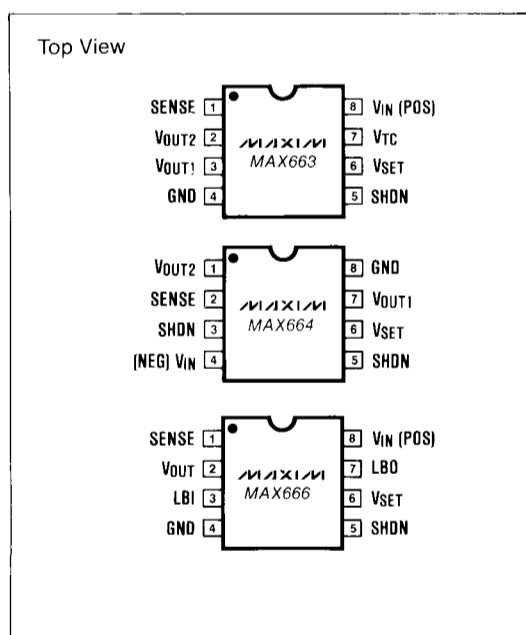 Top View
SENSE 1 8 VIN (POS)
VOUT2 2 MAXIM 7 VTC
VOUT1 3 MAX663 6 VSET
GND 4 5 SHDN
VOUT2 1 8 GND
SENSE 2 MAXIM 7 VOUT1
SHDN 3 MAX664 6 VSET
(NEG) VIN 4 5 SHDN
SENSE 1 8 VIN (POS)
VOUT 2 MAXIM 7 LBO
LBI 3 MAX666 6 VSET
GND 4 5 SHDN